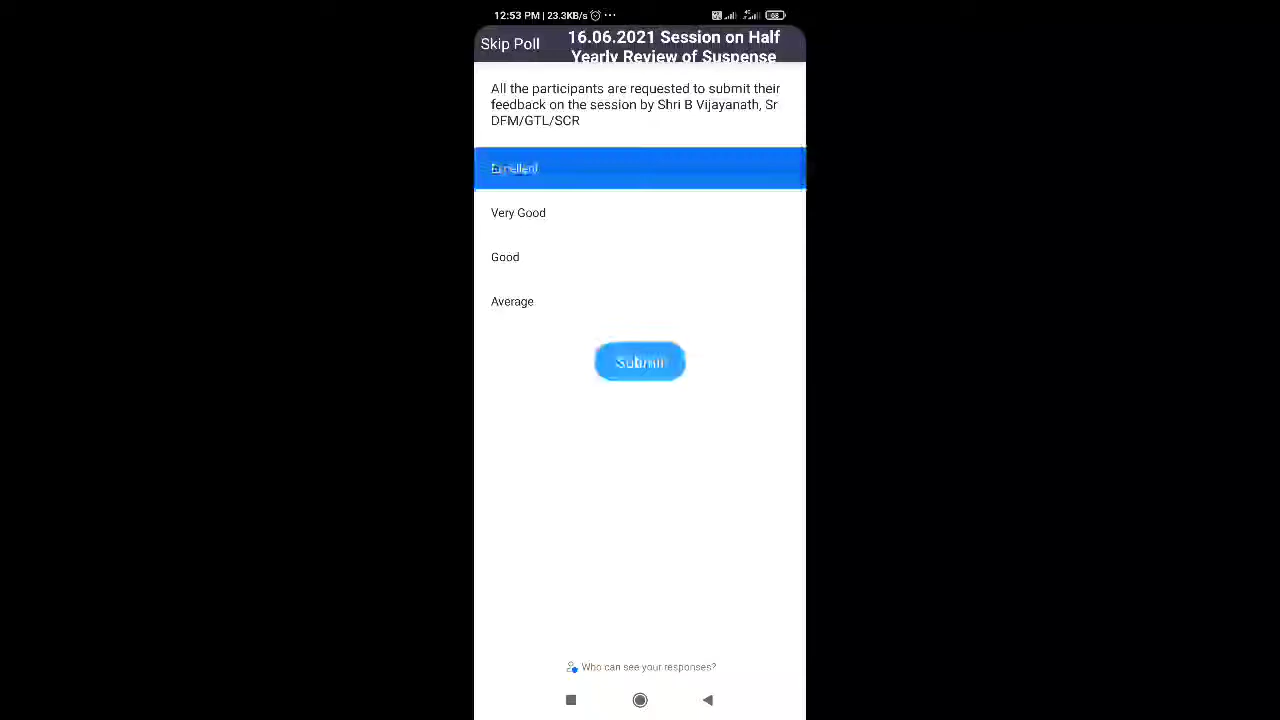 12:53 PM | 23.3KB/s
Skip Poll
16.06.2021 Session on Half
Yearly Review of Suspense
All the participants are requested to submit their
feedback on the session by Shri B Vijayanath, Sr
DFM/GTL/SCR
Excellent
Very Good
Good
Average
Submit
Who can see your responses?